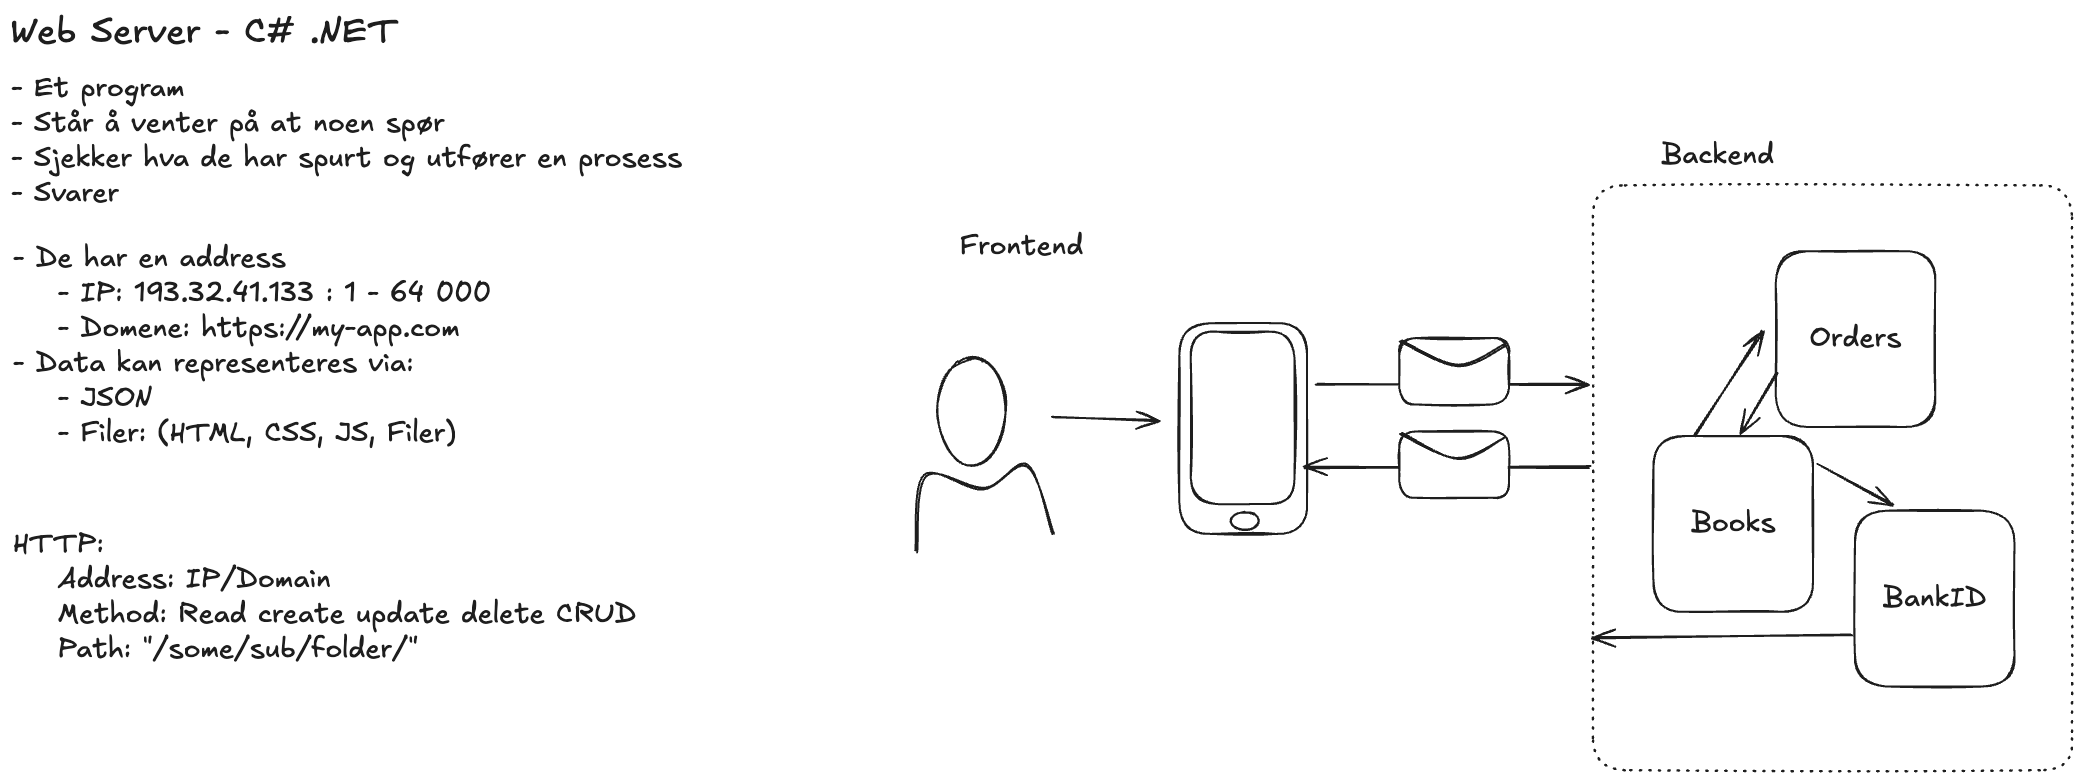 Web Server - C# .NET
- Et program
- Står å venter på at noen spør
- Sjekker hva de har spurt og utfører en prosess
- Svarer
- De har en address
- IP: 193.32.41.133 : 1 - 64 000
- Domene: https://my-app.com
- Data kan representeres via:
- JSON
- Filer: (HTML, CSS, JS, Filer)
HTTP:
Address: IP/Domain
Method: Read create update delete CRUD
Path: "/some/sub/folder/"
Frontend
Backend
Orders
Books
BankID